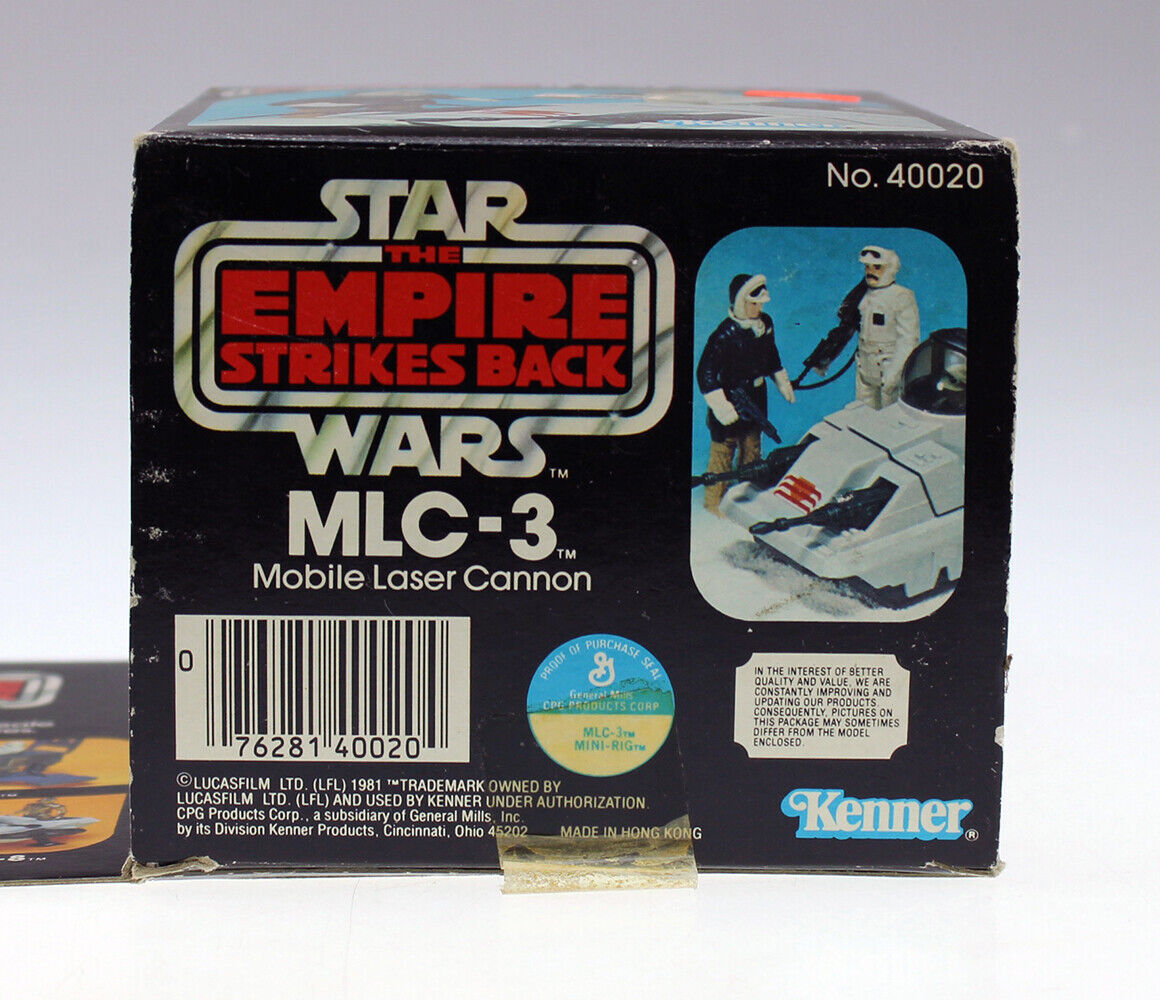 No. 40020
STAR
THE
EMPIRE
STRIKES BACK
WARS™
MLC-3™
Mobile Laser Cannon
0
76281 40020
PROOF OF PURCHASE SEAL
G
General Mills
CPG PRODUCTS CORP
MLC-3™
MINI-RIG™
IN THE INTEREST OF BETTER
QUALITY AND VALUE, WE ARE
CONSTANTLY IMPROVING AND
UPDATING OUR PRODUCTS.
CONSEQUENTLY, PICTURES ON
THIS PACKAGE MAY SOMETIMES
DIFFER FROM THE MODEL
ENCLOSED.
© LUCASFILM LTD. (LFL) 1981 ™TRADEMARK OWNED BY
LUCASFILM LTD. (LFL) AND USED BY KENNER UNDER AUTHORIZATION.
CPG Products Corp., a subsidiary of General Mills, Inc.
by its Division Kenner Products, Cincinnati, Ohio 45202 MADE IN HONG KONG
Kenner®